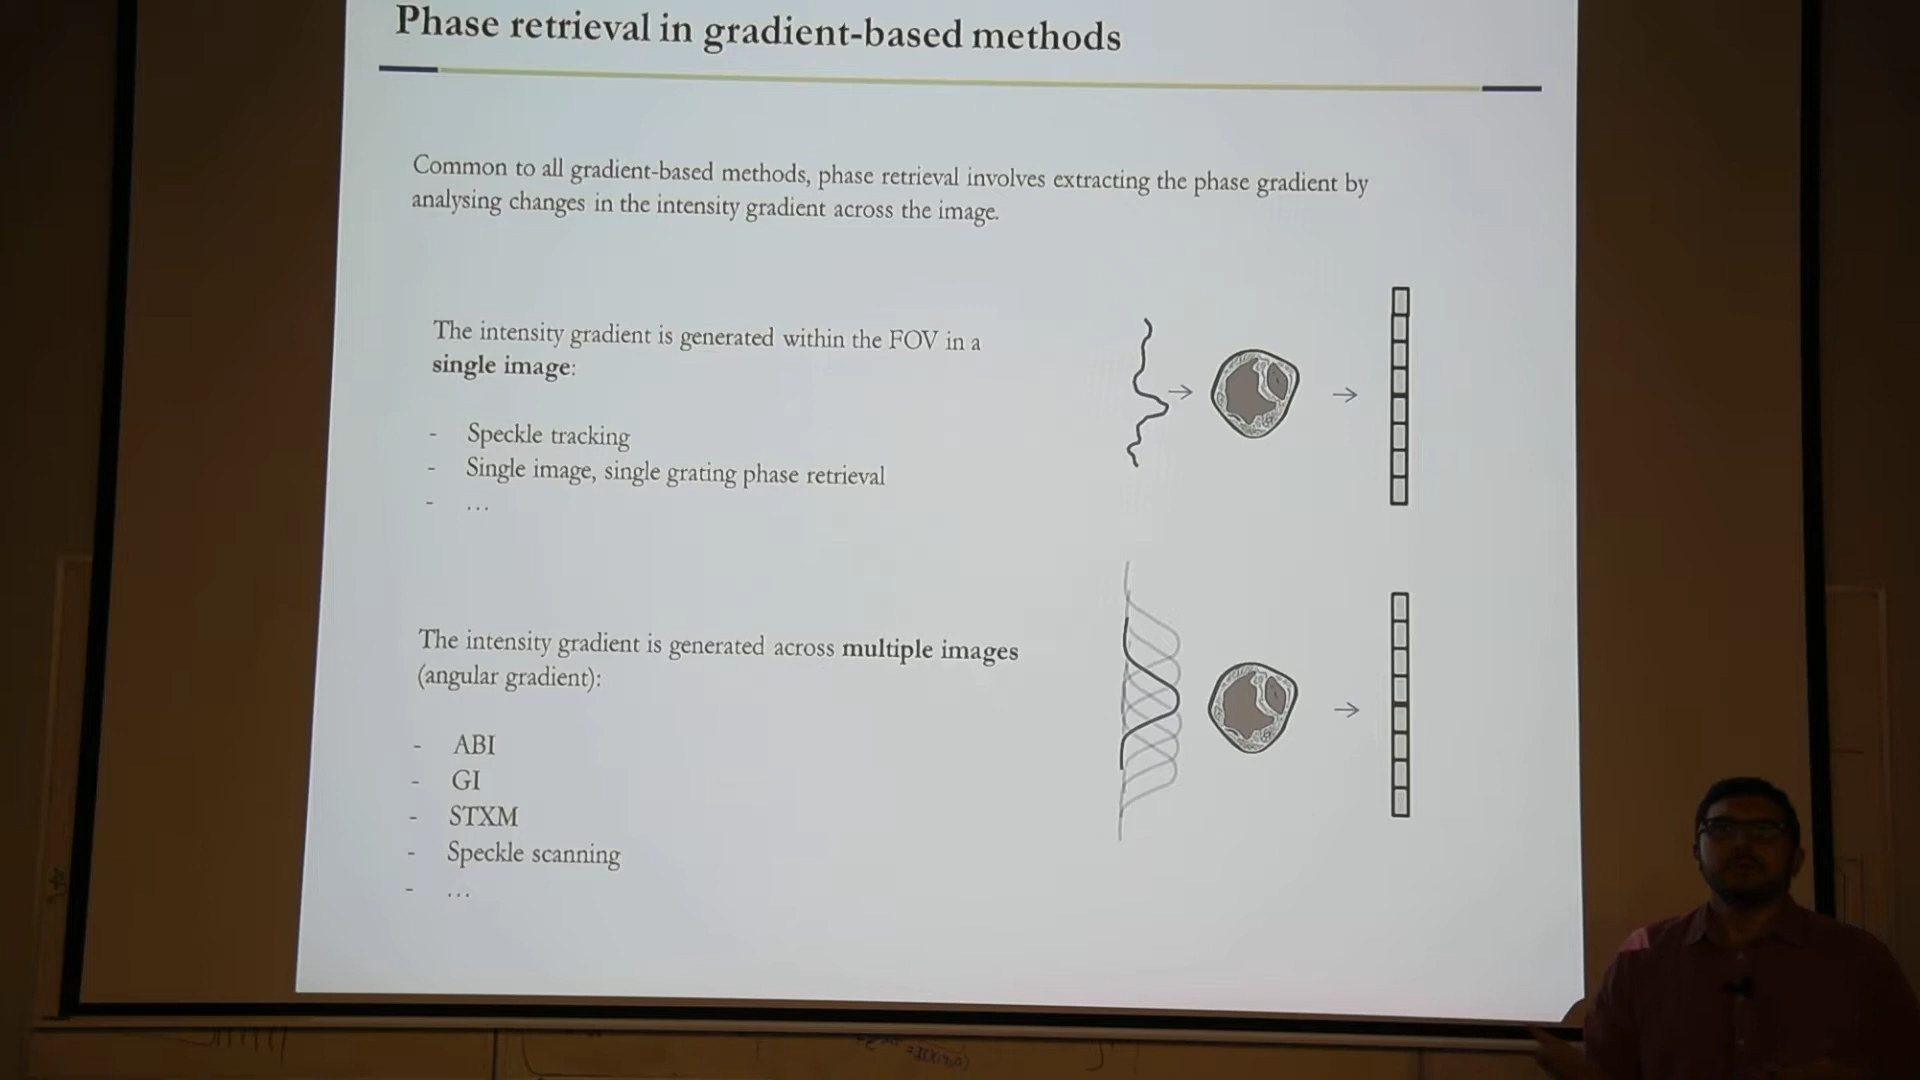 Phase retrieval in gradient-based methods
Common to all gradient-based methods, phase retrieval involves extracting the phase gradient by
analysing changes in the intensity gradient across the image.
The intensity gradient is generated within the FOV in a
single image:
- Speckle tracking
- Single image, single grating phase retrieval
- ...
The intensity gradient is generated across multiple images
(angular gradient):
- ABI
- GI
- STXM
- Speckle scanning
- ...